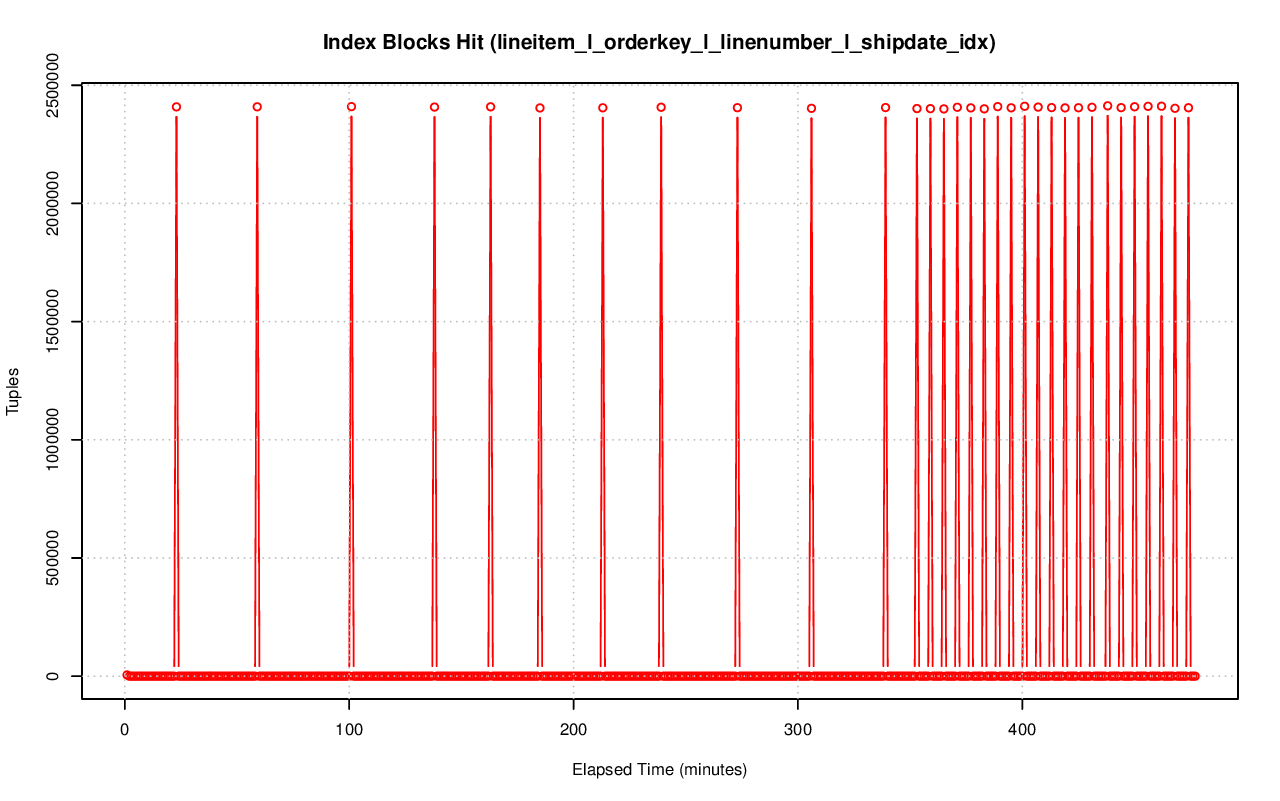 Index Blocks Hit (lineitem_l_orderkey_l_linenumber_l_shipdate_idx)
2500000
2000000
1500000
1000000
500000
0
Tuples
0 100 200 300 400
Elapsed Time (minutes)